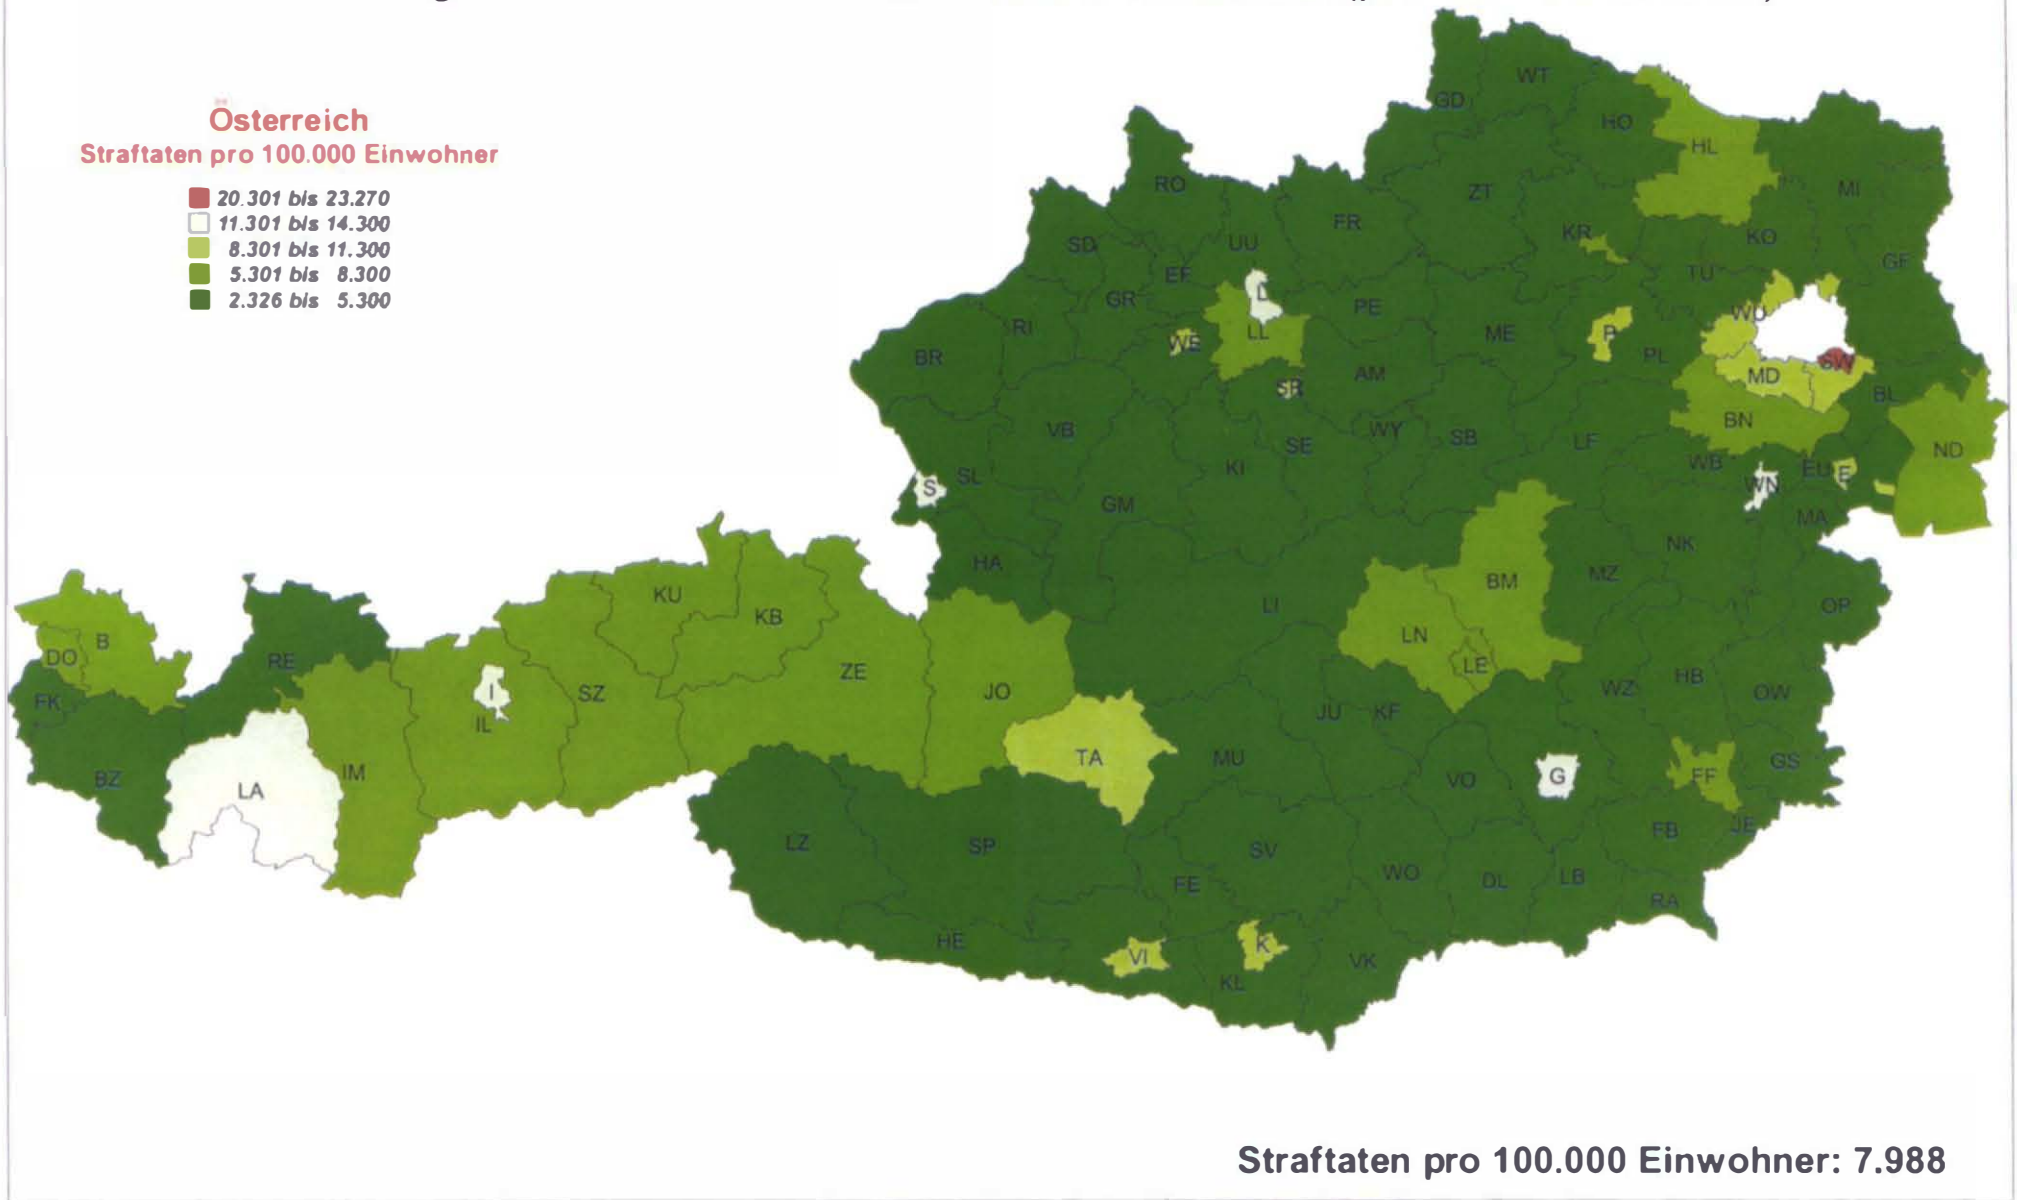 Österreich
Straftaten pro 100.000 Einwohner
20.301 bis 23.270
11.301 bis 14.300
8.301 bis 11.300
5.301 bis 8.300
2.326 bis 5.300
WT
GD
HO
HL
RO
ZT
MI
FR
KR
KO
SD
UU
EF
GF
TU
GR
L
PE
RI
WU
LL
ME
P
WE
BR
PL
SW
AM
MD
SR
BL
BN
VB
WY
SB
LF
SE
ND
WB
KI
EU
E
SL
WN
S
GM
MA
NK
HA
MZ
BM
KU
LI
OP
KB
LN
B
DO
RE
LE
ZE
HB
WZ
I
SZ
JO
OW
FK
JU
KF
IL
TA
MU
GS
IM
G
FF
BZ
VO
LA
JE
FB
LZ
SP
SV
WO
LB
DL
FE
RA
HE
K
VI
VK
KL
Straftaten pro 100.000 Einwohner: 7.988